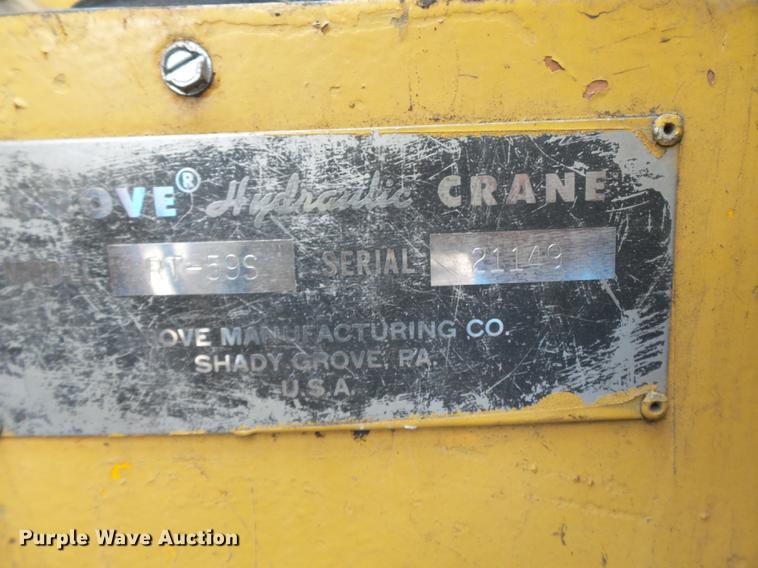 OVE® Hydraulic CRANE
RT-59S SERIAL 21149
OVE MANUFACTURING CO.
SHADY GROVE, PA.
U.S.A.
Purple Wave Auction